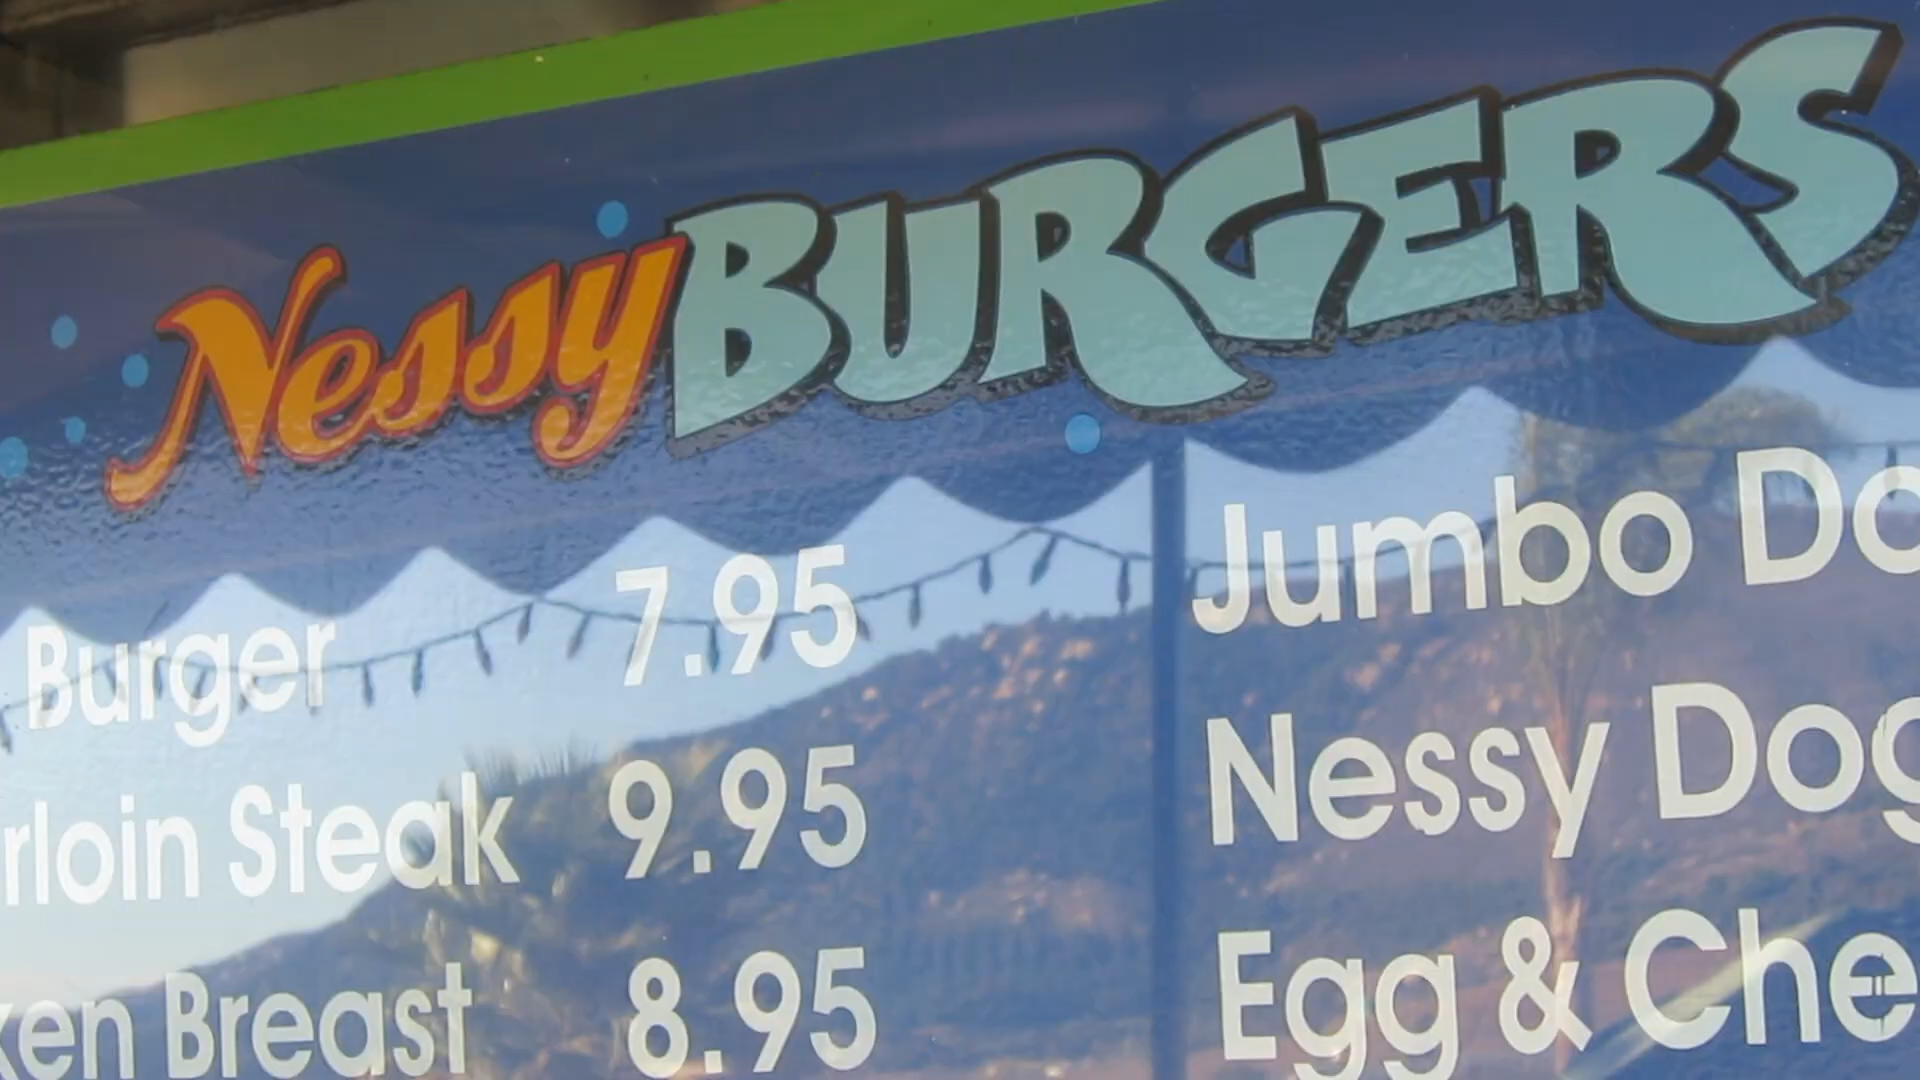 Nessy BURGERS
Burger 7.95
rloin Steak 9.95
ken Breast 8.95
Jumbo Do
Nessy Dog
Egg & Che